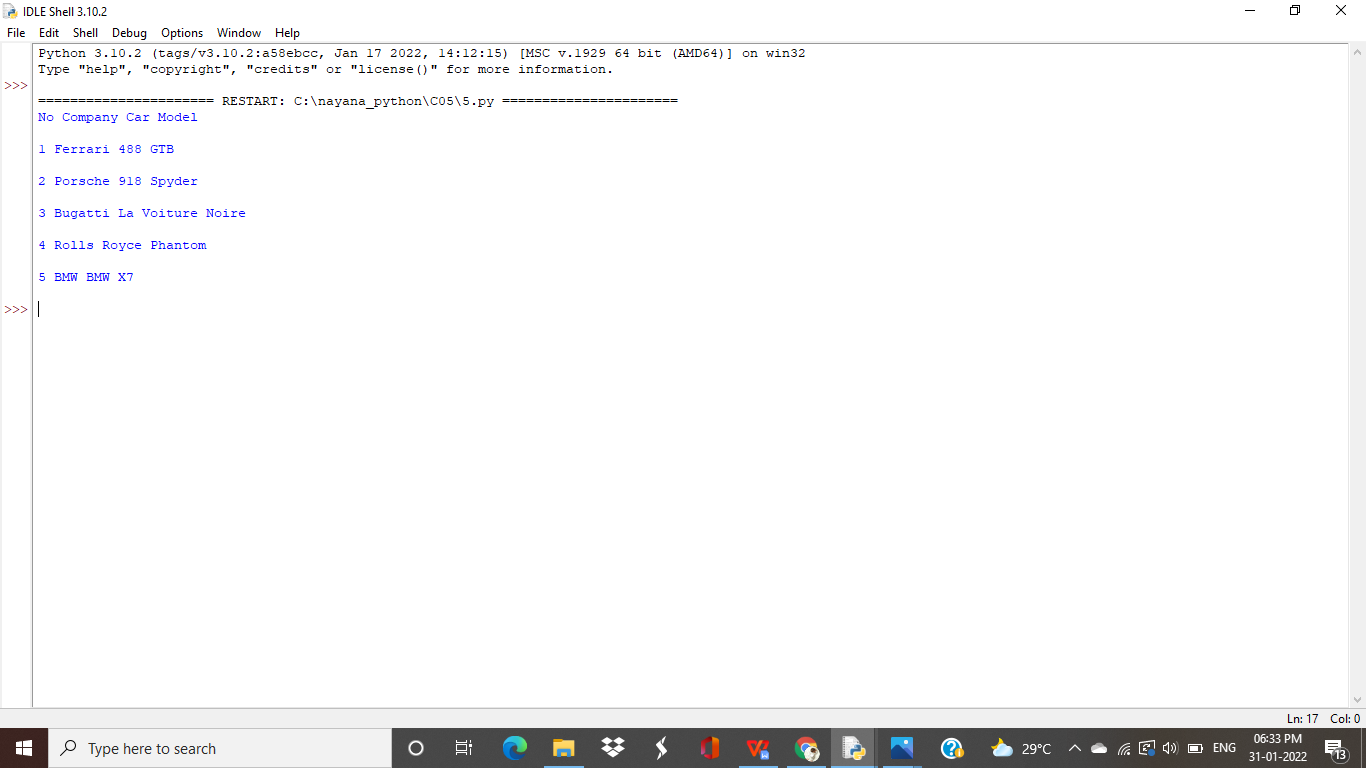 IDLE Shell 3.10.2
File Edit Shell Debug Options Window Help
Python 3.10.2 (tags/v3.10.2:a58ebcc, Jan 17 2022, 14:12:15) [MSC v.1929 64 bit (AMD64)] on win32
Type "help", "copyright", "credits" or "license()" for more information.
>>>
====================== RESTART: C:\nayana_python\C05\5.py ======================
No Company Car Model
1 Ferrari 488 GTB
2 Porsche 918 Spyder
3 Bugatti La Voiture Noire
4 Rolls Royce Phantom
5 BMW BMW X7
>>>
Ln: 17 Col: 0
Type here to search
29°C
ENG
06:33 PM
31-01-2022
13